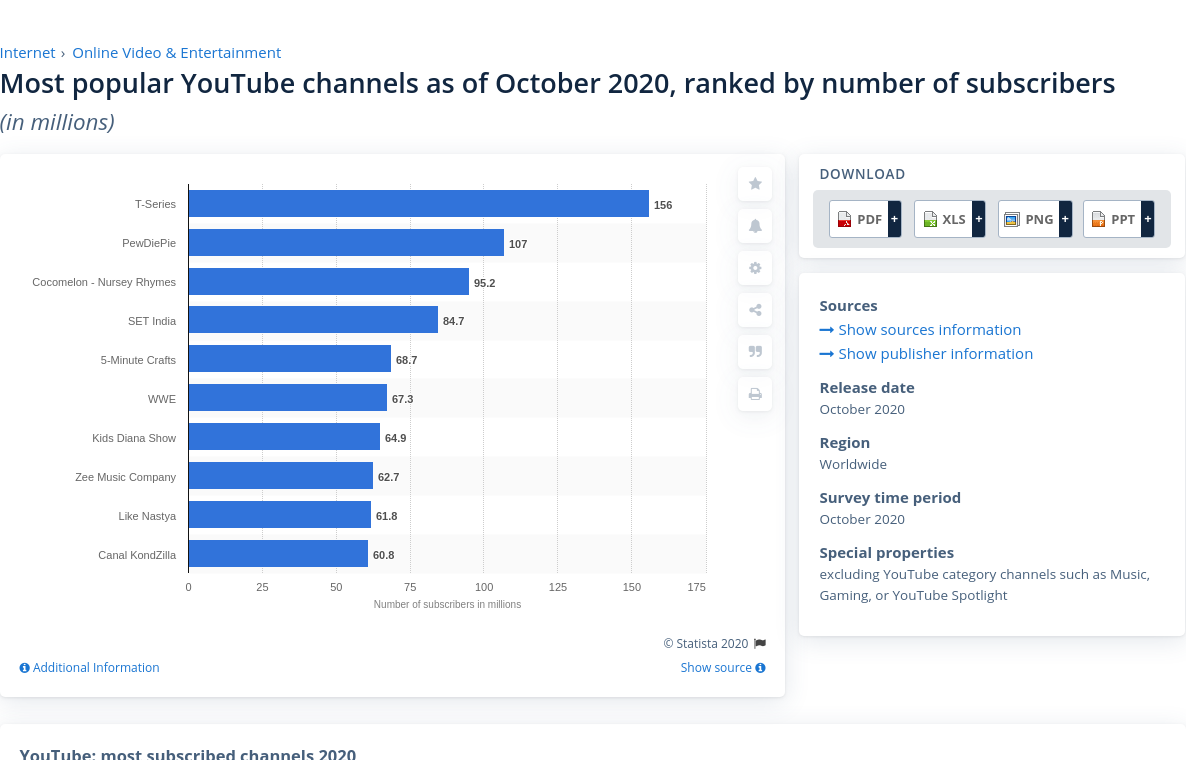 Internet › Online Video & Entertainment
Most popular YouTube channels as of October 2020, ranked by number of subscribers
(in millions)
T-Series 156
PewDiePie 107
Cocomelon - Nursey Rhymes 95.2
SET India 84.7
5-Minute Crafts 68.7
WWE 67.3
Kids Diana Show 64.9
Zee Music Company 62.7
Like Nastya 61.8
Canal KondZilla 60.8
0 25 50 75 100 125 150 175
Number of subscribers in millions
© Statista 2020
Additional Information
Show source
DOWNLOAD
PDF + XLS + PNG + PPT +
Sources
Show sources information
Show publisher information
Release date
October 2020
Region
Worldwide
Survey time period
October 2020
Special properties
excluding YouTube category channels such as Music,
Gaming, or YouTube Spotlight
YouTube: most subscribed channels 2020